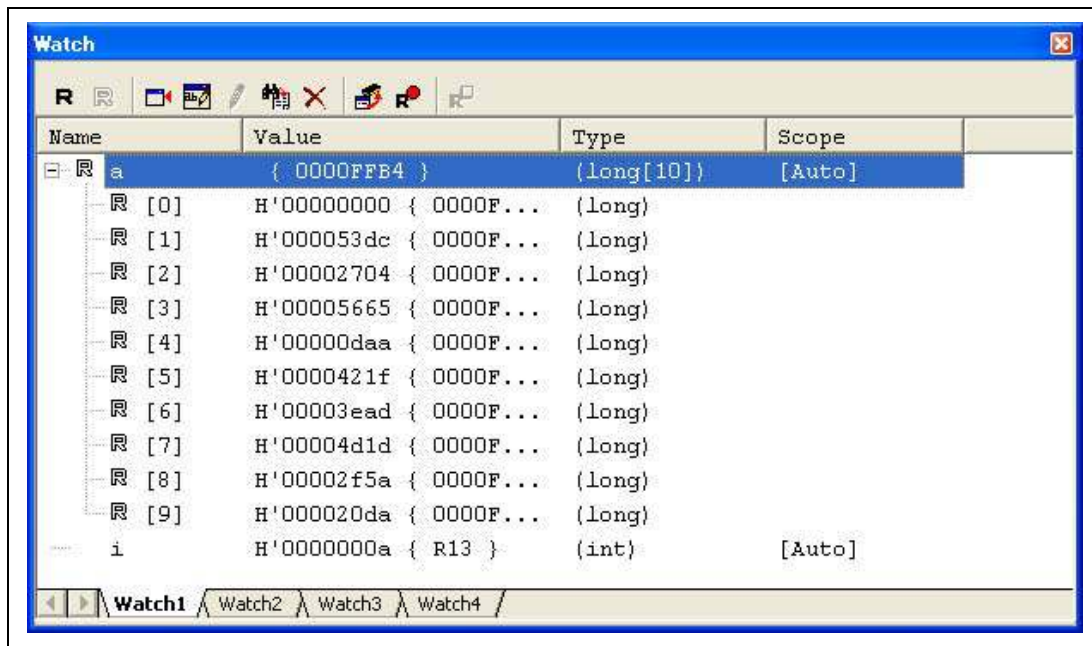 Watch
Name Value Type Scope
a { 0000FFB4 } (long[10]) [Auto]
[0] H'00000000 { 0000F... (long)
[1] H'000053dc { 0000F... (long)
[2] H'00002704 { 0000F... (long)
[3] H'00005665 { 0000F... (long)
[4] H'00000daa { 0000F... (long)
[5] H'0000421f { 0000F... (long)
[6] H'00003ead { 0000F... (long)
[7] H'00004d1d { 0000F... (long)
[8] H'00002f5a { 0000F... (long)
[9] H'000020da { 0000F... (long)
i H'0000000a { R13 } (int) [Auto]
Watch1 Watch2 Watch3 Watch4